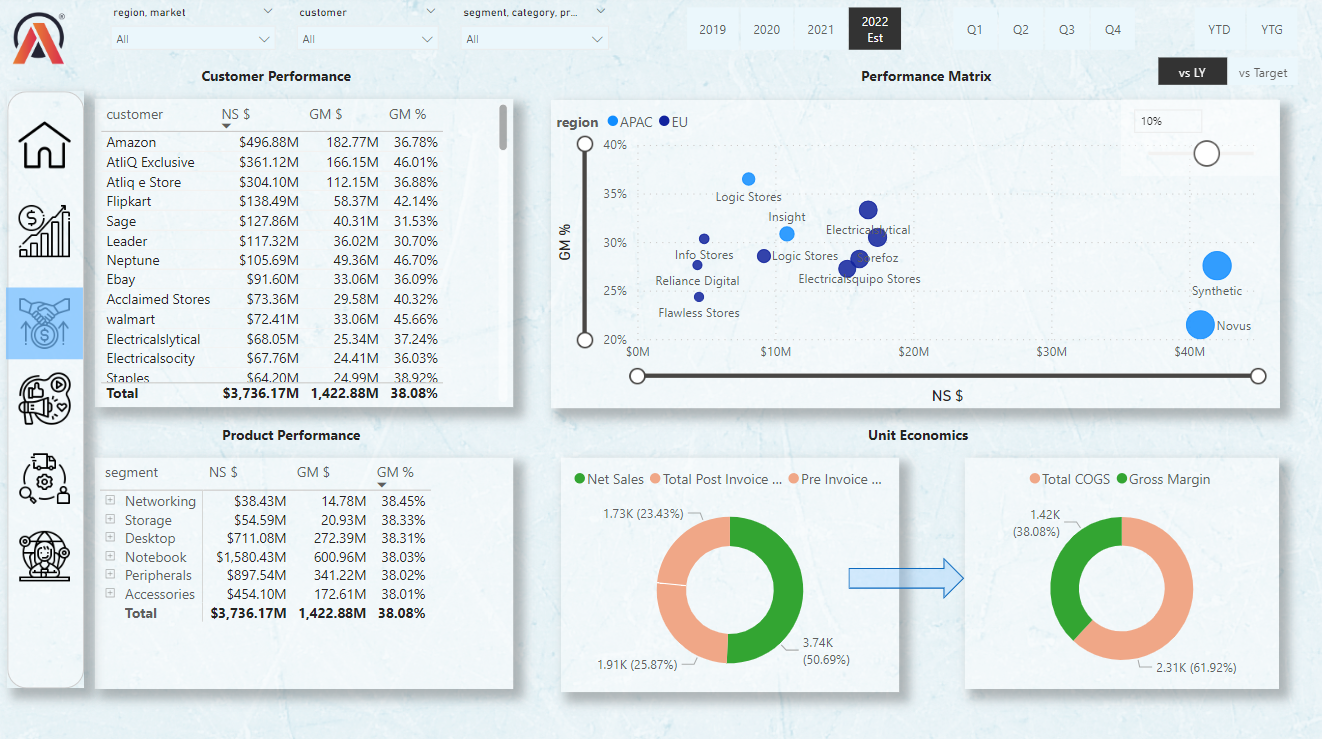 region, market
customer
segment, category, pr...
All
All
All
2019
2020
2021
2022
Est
Q1
Q2
Q3
Q4
YTD
YTG
vs LY
vs Target
Customer Performance
customer NS $ GM $ GM %
Amazon $496.88M 182.77M 36.78%
AtliQ Exclusive $361.12M 166.15M 46.01%
Atliq e Store $304.10M 112.15M 36.88%
Flipkart $138.49M 58.37M 42.14%
Sage $127.86M 40.31M 31.53%
Leader $117.32M 36.02M 30.70%
Neptune $105.69M 49.36M 46.70%
Ebay $91.60M 33.06M 36.09%
Acclaimed Stores $73.36M 29.58M 40.32%
walmart $72.41M 33.06M 45.66%
Electricalslytical $68.05M 25.34M 37.24%
Electricalsocity $67.76M 24.41M 36.03%
Staples $64.20M 24.99M 38.92%
Total $3,736.17M 1,422.88M 38.08%
Performance Matrix
region APAC EU
10%
GM %
40%
35%
30%
25%
20%
Logic Stores
Insight
Electricalslytical
Info Stores
Logic Stores
Sorefoz
Reliance Digital
Electricalsquipo Stores
Flawless Stores
Synthetic
Novus
$0M
$10M
$20M
$30M
$40M
NS $
Product Performance
segment NS $ GM $ GM %
Networking $38.43M 14.78M 38.45%
Storage $54.59M 20.93M 38.33%
Desktop $711.08M 272.39M 38.31%
Notebook $1,580.43M 600.96M 38.03%
Peripherals $897.54M 341.22M 38.02%
Accessories $454.10M 172.61M 38.01%
Total $3,736.17M 1,422.88M 38.08%
Unit Economics
Net Sales Total Post Invoice ... Pre Invoice ...
1.73K (23.43%)
3.74K
(50.69%)
1.91K (25.87%)
Total COGS Gross Margin
1.42K
(38.08%)
2.31K (61.92%)